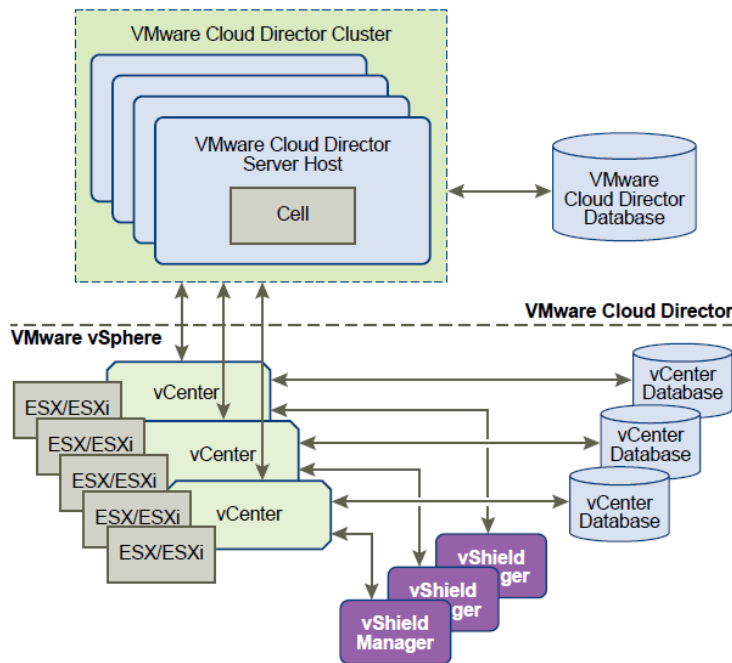 VMware Cloud Director Cluster
VMware Cloud Director
Server Host
Cell
VMware
Cloud Director
Database
VMware Cloud Director
VMware vSphere
vCenter
vCenter
vCenter
ESX/ESXi
ESX/ESXi
ESX/ESXi
ESX/ESXi
ESX/ESXi
vCenter
Database
vCenter
Database
vCenter
Database
vShield
ger
vShield
ger
vShield
Manager